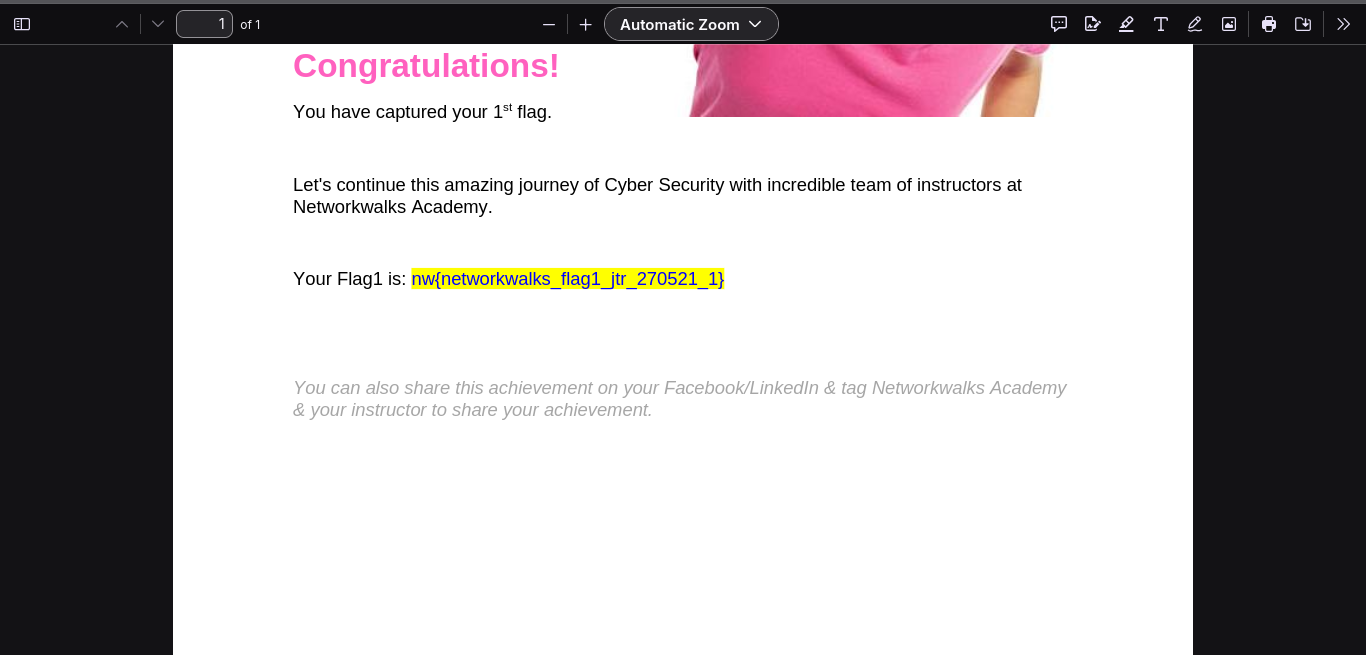 1 of 1
Automatic Zoom
Congratulations!
You have captured your 1st flag.
Let's continue this amazing journey of Cyber Security with incredible team of instructors at
Networkwalks Academy.
Your Flag1 is: nw{networkwalks_flag1_jtr_270521_1}
You can also share this achievement on your Facebook/LinkedIn & tag Networkwalks Academy
& your instructor to share your achievement.